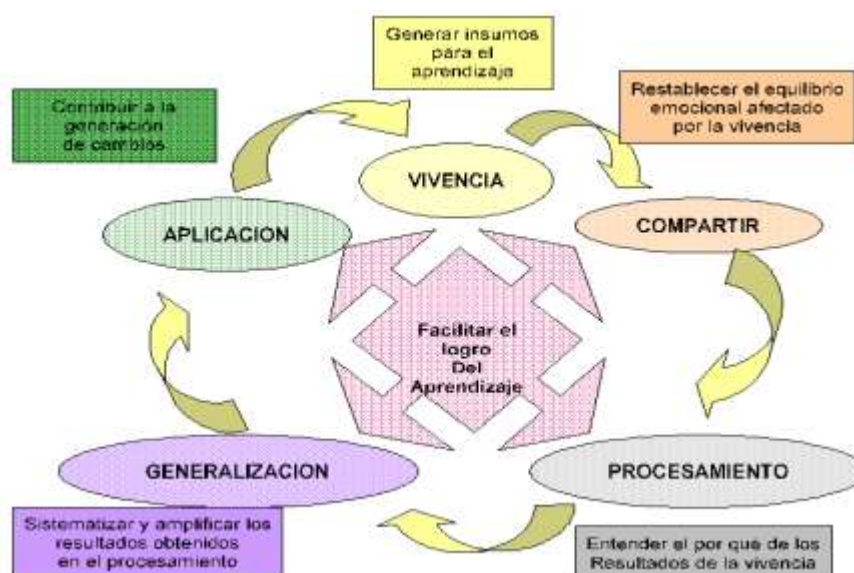 Generar insumos
para el
aprendizaje
Contribuir a la
generación
de cambios
Restablecer el equilibrio
emocional afectado
por la vivencia
VIVENCIA
APLICACION
COMPARTIR
Facilitar el
logro
Del
Aprendizaje
GENERALIZACION
PROCESAMIENTO
Sistematizar y amplificar los
resultados obtenidos
en el procesamiento
Entender el por que de los
Resultados de la vivencia